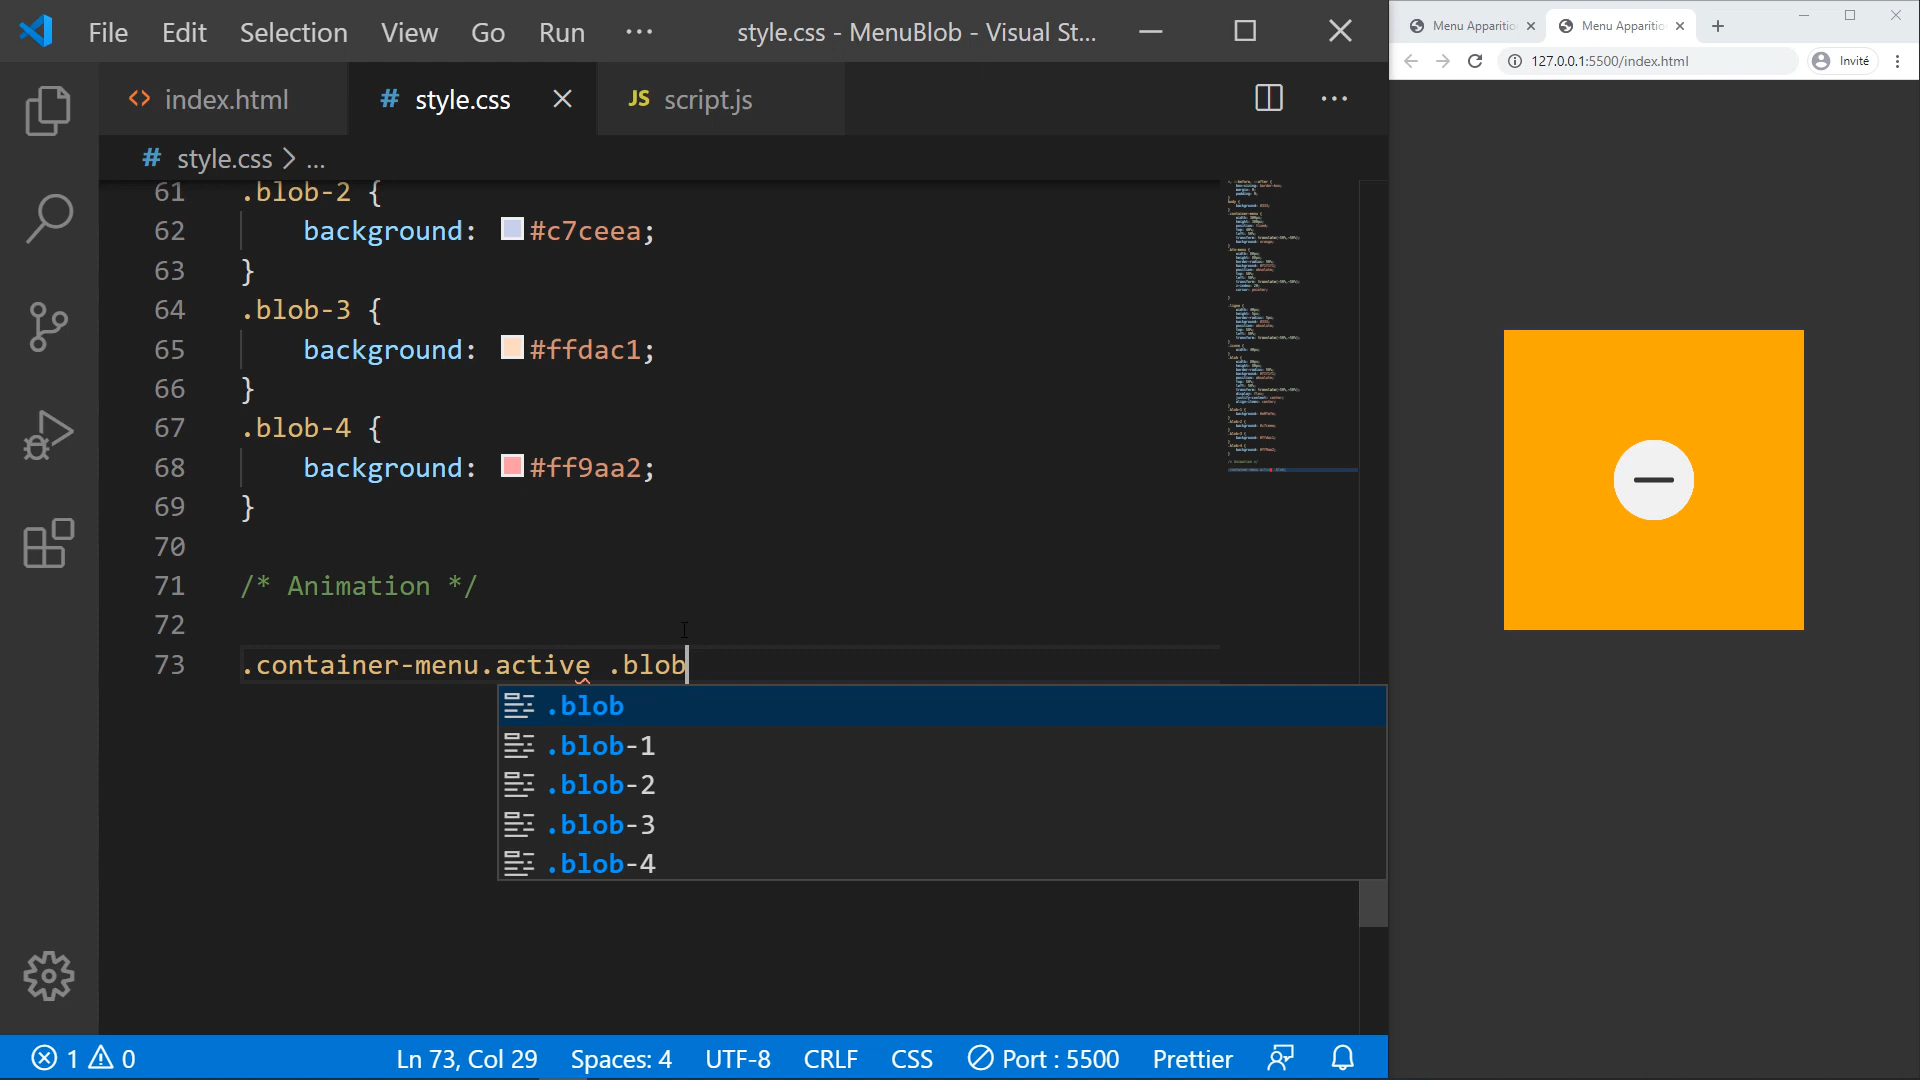 File Edit Selection View Go Run ··· style.css - MenuBlob - Visual St...
index.html # style.css JS script.js
# style.css > ...
61 .blob-2 {
62 background: #c7ceea;
63 }
64 .blob-3 {
65 background: #ffdac1;
66 }
67 .blob-4 {
68 background: #ff9aa2;
69 }
70
71 /* Animation */
72
73 .container-menu.active .blob
.blob
.blob-1
.blob-2
.blob-3
.blob-4
1 0 Ln 73, Col 29 Spaces: 4 UTF-8 CRLF CSS Port : 5500 Prettier
Menu Apparitio Menu Apparitio
127.0.0.1:5500/index.html Invité